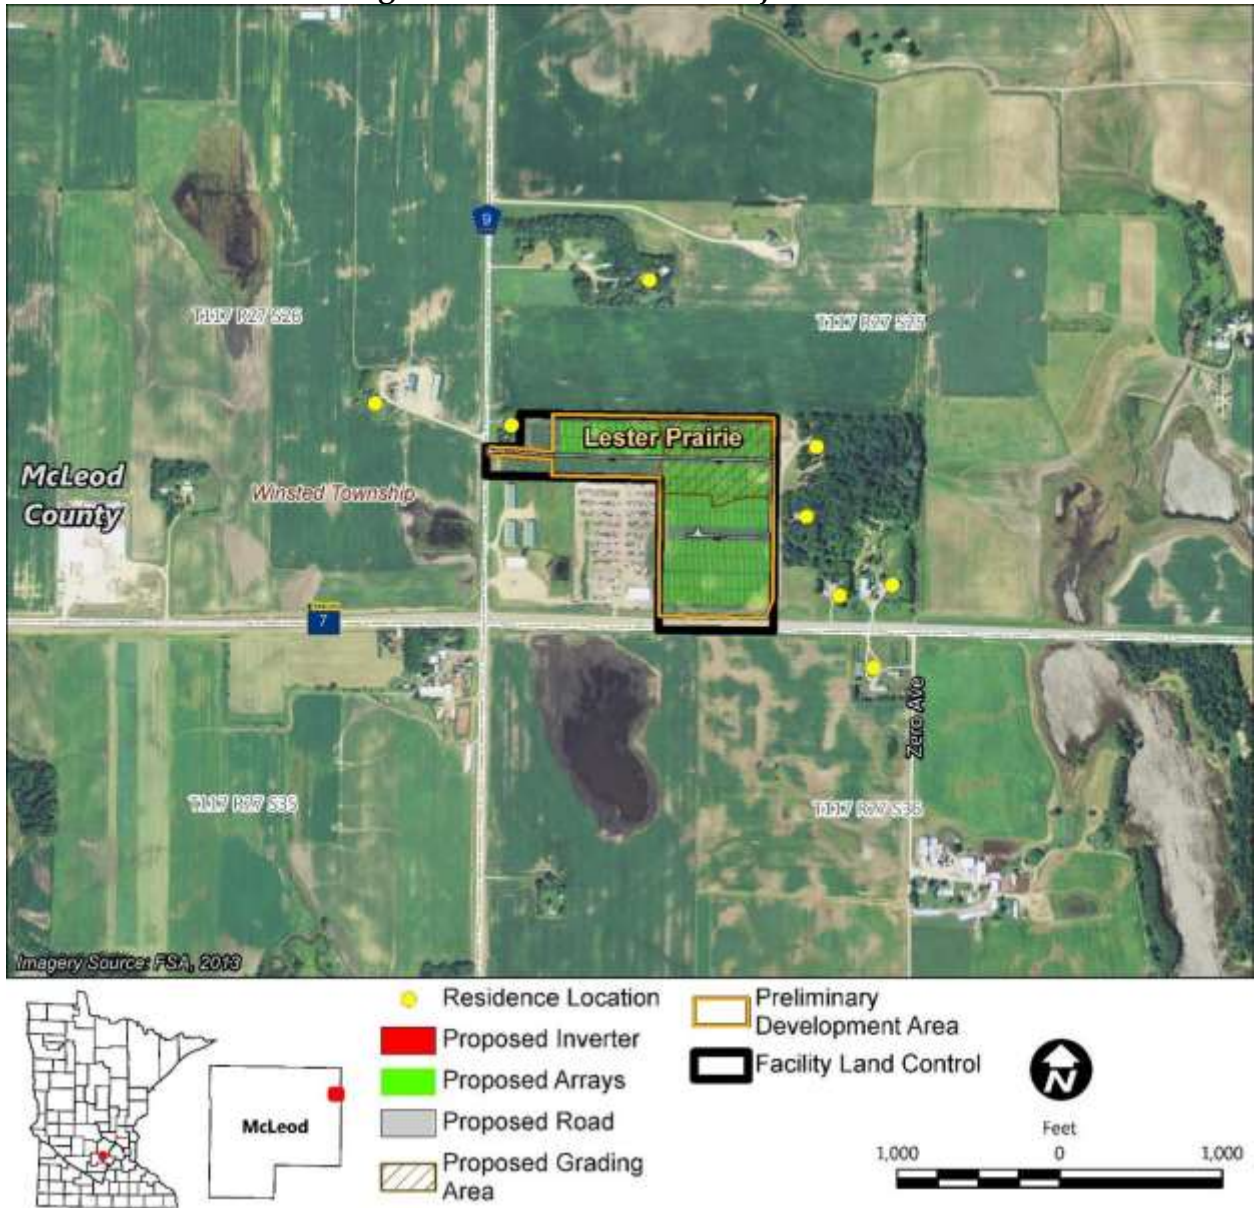 9
T117 R27 S26
T117 R27 S25
Lester Prairie
McLeod
County
Winsted Township
7
Zero Ave
T117 R27 S35
T117 R27 S36
Imagery Source: FSA, 2013
Residence Location
Proposed Inverter
Proposed Arrays
Proposed Road
Proposed Grading
Area
Preliminary
Development Area
Facility Land Control
McLeod
N
Feet
1,000 0 1,000